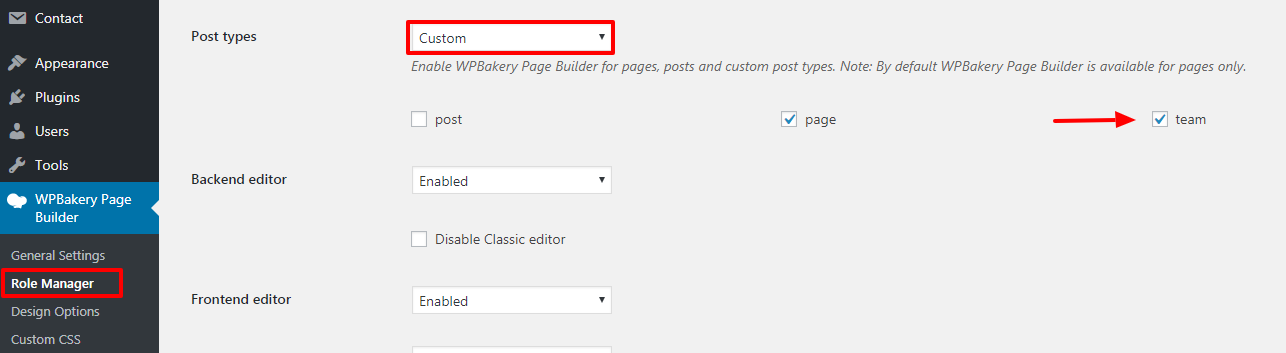 Contact
Appearance
Plugins
Users
Tools
WPBakery Page
Builder
General Settings
Role Manager
Design Options
Custom CSS
Post types
Custom
Enable WPBakery Page Builder for pages, posts and custom post types. Note: By default WPBakery Page Builder is available for pages only.
post page team
Backend editor
Enabled
Disable Classic editor
Frontend editor
Enabled